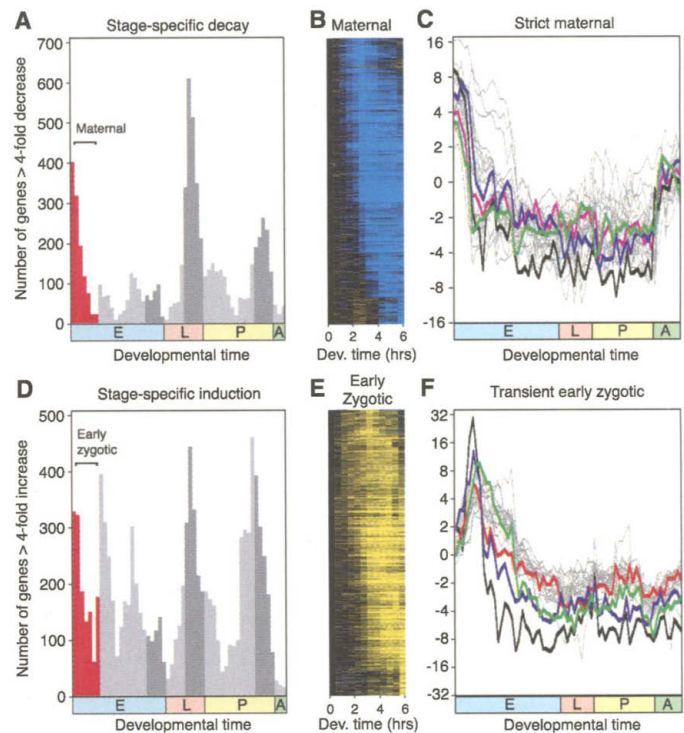 A
Stage-specific decay
Number of genes > 4-fold decrease
700
600
500
400
300
200
100
0
Maternal
E
L
P
A
Developmental time
B
Maternal
0
2
4
6
Dev. time (hrs)
C
Strict maternal
16
8
4
2
0
-2
-4
-8
-16
E
L
P
A
Developmental time
D
Stage-specific induction
Number of genes > 4-fold increase
500
400
300
200
100
0
Early
zygotic
E
L
P
A
Developmental time
E
Early
Zygotic
0
2
4
6
Dev. time (hrs)
F
Transient early zygotic
32
16
8
4
2
0
-2
-4
-8
-16
-32
E
L
P
A
Developmental time